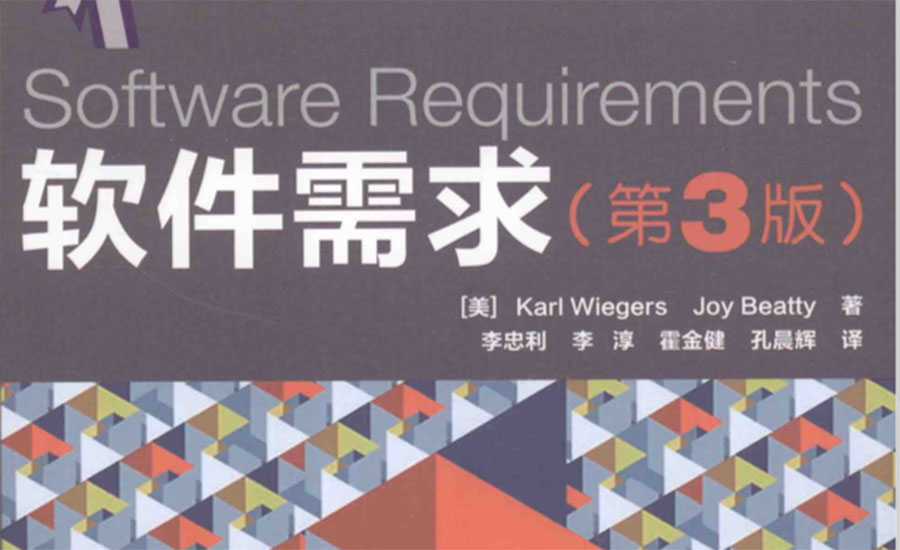 Software Requirements
软件需求（第3版）
[美] Karl Wiegers Joy Beatty 著
李忠利 李 淳 霍金健 孔晨辉 译